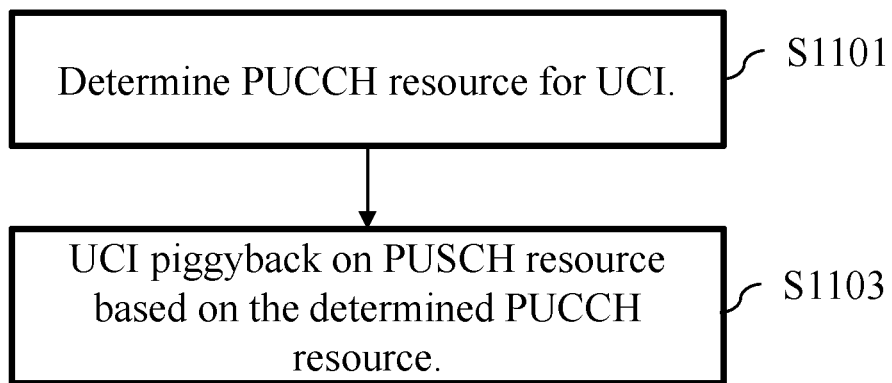 Determine PUCCH resource for UCI.
S1101
UCI piggyback on PUSCH resource
based on the determined PUCCH
resource.
S1103